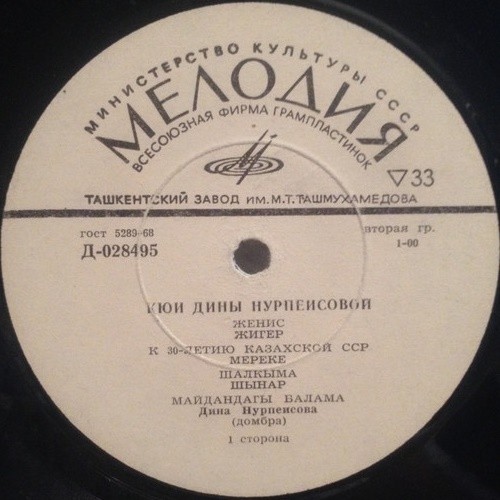 МИНИСТЕРСТВО КУЛЬТУРЫ СССР
МЕЛОДИЯ
ВСЕСОЮЗНАЯ ФИРМА ГРАМПЛАСТИНОК
33
ТАШКЕНТСКИЙ ЗАВОД ИМ. М.Т. ТАШМУХАМЕДОВА
гост 5289-68
Д-028495
вторая гр.
1-00
КЮИ ДИНЫ НУРПЕИСОВОЙ
ЖЕНИС
ЖИГЕР
К 30-ЛЕТИЮ КАЗАХСКОЙ ССР
МЕРЕКЕ
ШАЛКЫМА
ШЫНАР
МАЙДАНДАГЫ БАЛАМА
Дина Нурпеисова
(домбра)
1 сторона